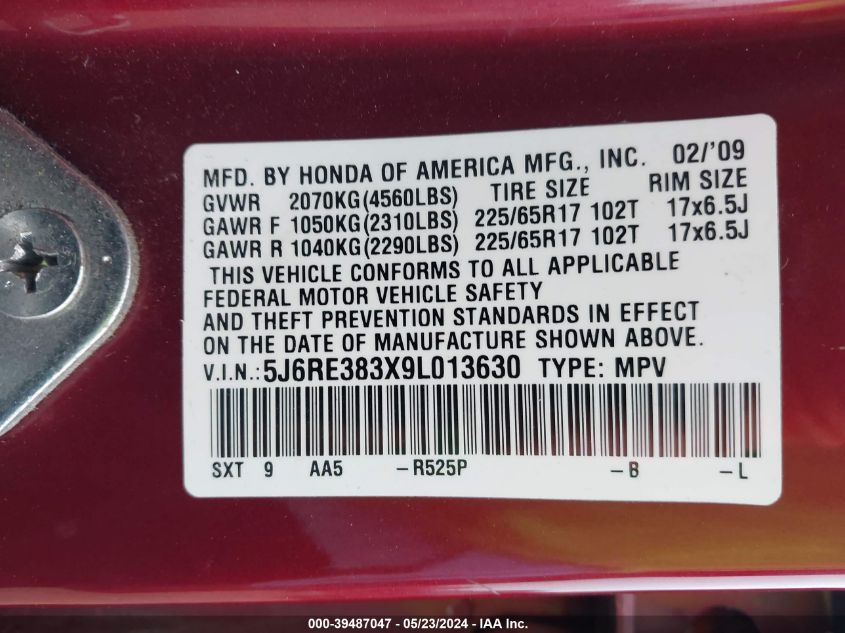 MFD. BY HONDA OF AMERICA MFG., INC. 02/'09
GVWR 2070KG(4560LBS) TIRE SIZE RIM SIZE
GAWR F 1050KG(2310LBS) 225/65R17 102T 17x6.5J
GAWR R 1040KG(2290LBS) 225/65R17 102T 17x6.5J
THIS VEHICLE CONFORMS TO ALL APPLICABLE
FEDERAL MOTOR VEHICLE SAFETY
AND THEFT PREVENTION STANDARDS IN EFFECT
ON THE DATE OF MANUFACTURE SHOWN ABOVE.
V.I.N.: 5J6RE383X9L013630 TYPE: MPV
SXT 9 AA5 -R525P -B -L
000-39487047 - 05/23/2024 - IAA Inc.